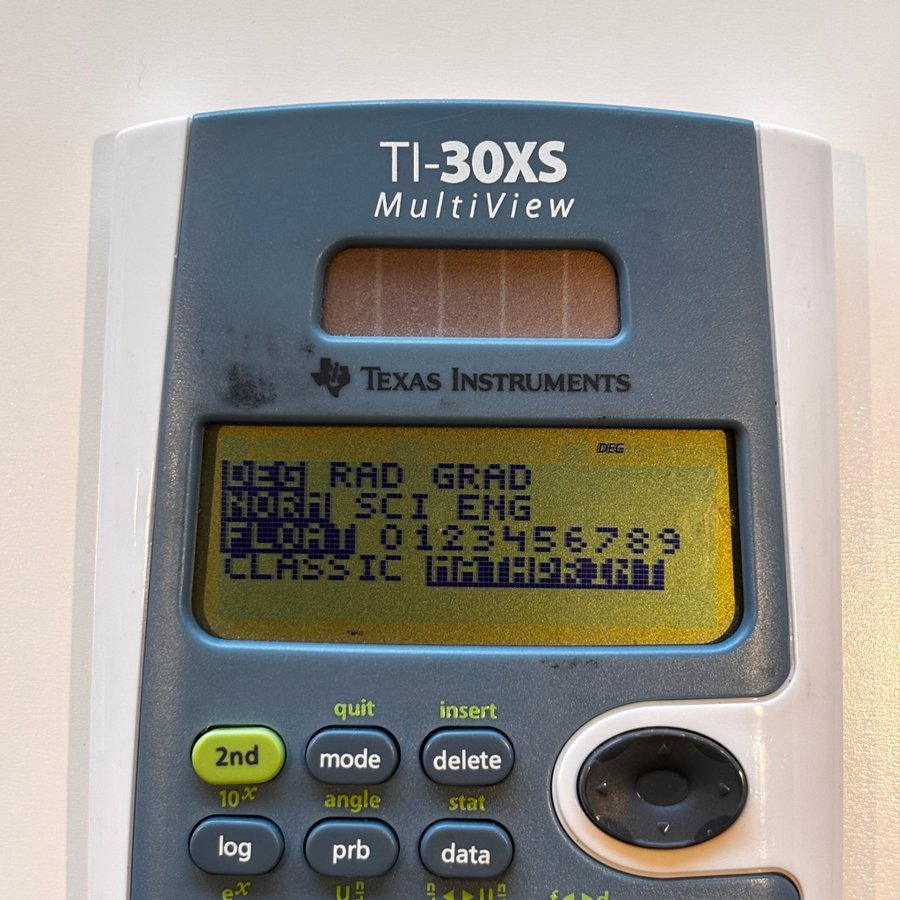 TI-30XS
MultiView
TEXAS INSTRUMENTS
DEG
DEG RAD GRAD
NORM SCI ENG
FLOAT 0123456789
CLASSIC MATHPRINT
quit insert
2nd mode delete
10ˣ angle stat
log prb data
eˣ
f◄►d